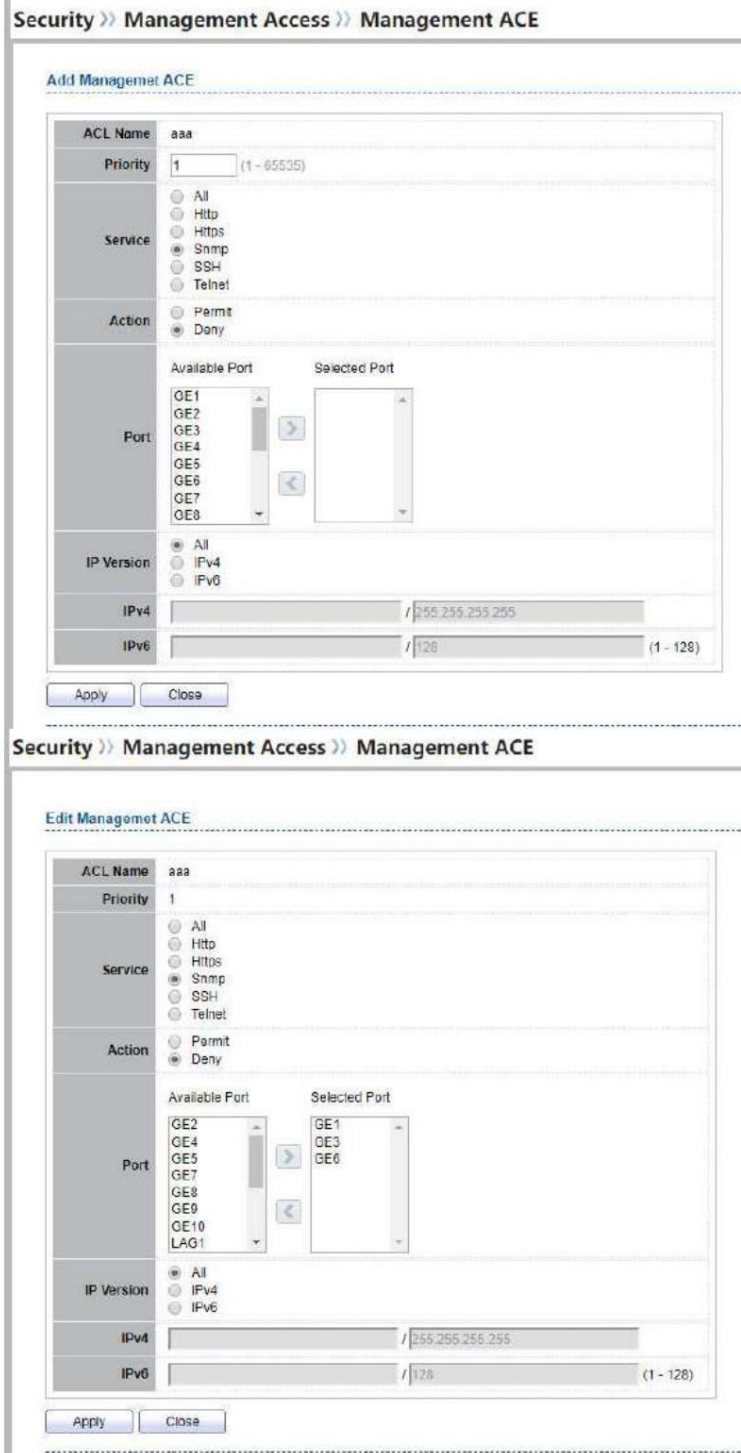 Security 》 Management Access 》 Management ACE
Add Managemet ACE
ACL Name aaa
Priority 1 (1 - 65535)
Service
All
Http
Https
Snmp
SSH
Telnet
Action
Permit
Deny
Port
Available Port Selected Port
GE1
GE2
GE3
GE4
GE5
GE6
GE7
GE8
IP Version
All
IPv4
IPv6
IPv4 / 255.255.255.255
IPv6 / 128 (1 - 128)
Apply Close
Security 》 Management Access 》 Management ACE
Edit Managemet ACE
ACL Name aaa
Priority 1
Service
All
Http
Https
Snmp
SSH
Telnet
Action
Permit
Deny
Port
Available Port Selected Port
GE2 GE1
GE4 GE3
GE5 GE6
GE7
GE8
GE9
GE10
LAG1
IP Version
All
IPv4
IPv6
IPv4 / 255.255.255.255
IPv6 / 128 (1 - 128)
Apply Close